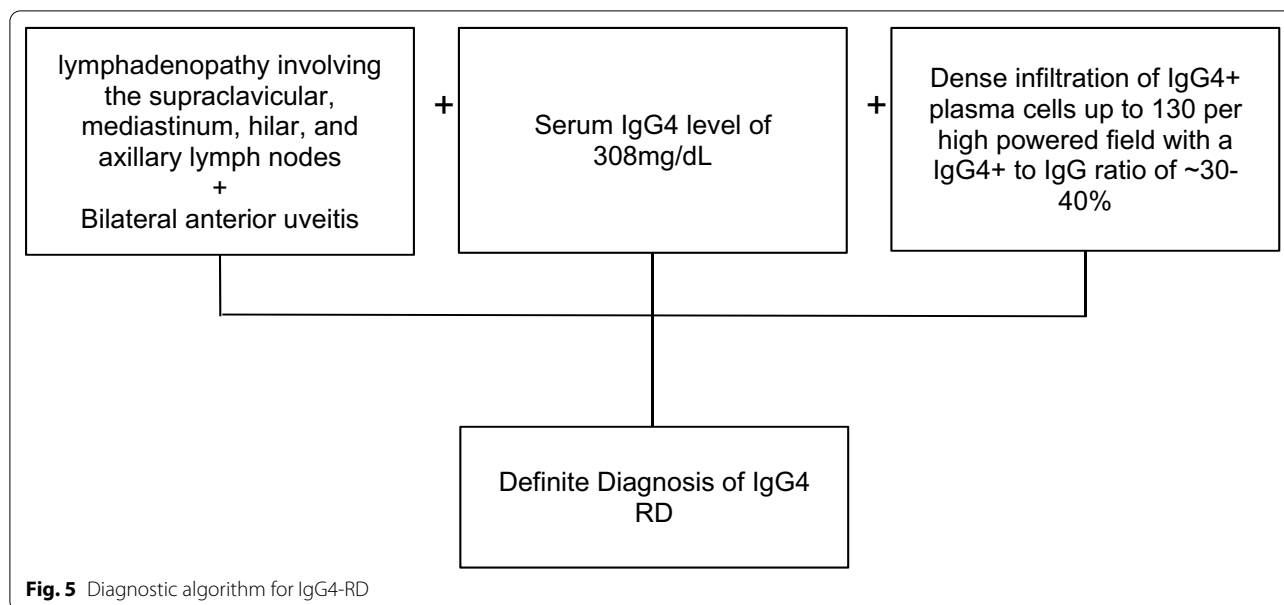 lymphadenopathy involving
the supraclavicular,
mediastinum, hilar, and
axillary lymph nodes
+
Bilateral anterior uveitis
+
Serum IgG4 level of
308mg/dL
+
Dense infiltration of IgG4+
plasma cells up to 130 per
high powered field with a
IgG4+ to IgG ratio of ~30-
40%
Definite Diagnosis of IgG4
RD
Fig. 5 Diagnostic algorithm for IgG4-RD